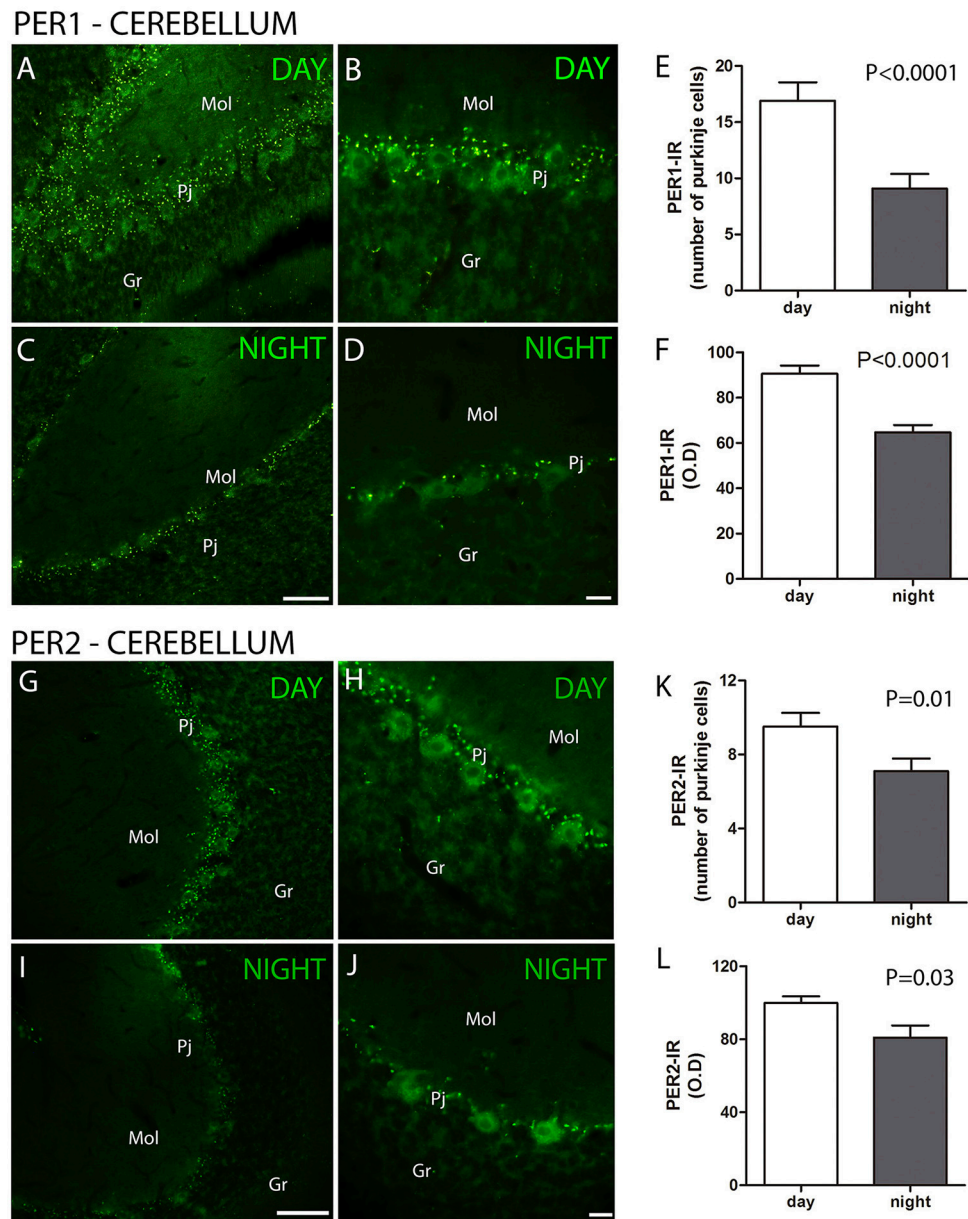 PER1 - CEREBELLUM
A
DAY
Mol
Pj
Gr
B
DAY
Mol
Pj
Gr
C
NIGHT
Mol
Pj
D
NIGHT
Mol
Pj
Gr
E
P<0.0001
PER1-IR
(number of purkinje cells)
20
15
10
5
0
day
night
F
P<0.0001
PER1-IR
(O.D)
100
80
60
40
20
0
day
night
PER2 - CEREBELLUM
G
DAY
Pj
Mol
Gr
H
DAY
Mol
Pj
Gr
I
NIGHT
Pj
Mol
Gr
J
NIGHT
Mol
Pj
Gr
K
P=0.01
PER2-IR
(number of purkinje cells)
12
8
4
0
day
night
L
P=0.03
PER2-IR
(O.D)
120
80
40
0
day
night